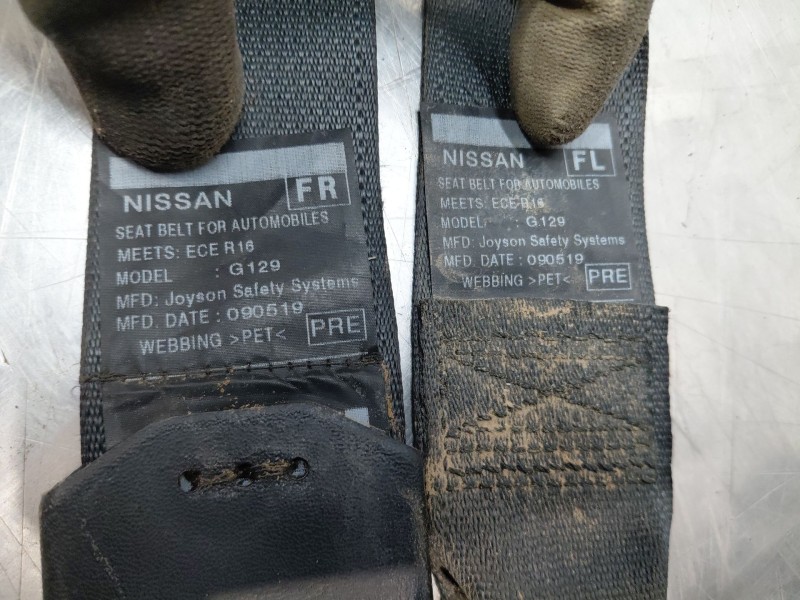 NISSAN FR
SEAT BELT FOR AUTOMOBILES
MEETS: ECE R16
MODEL : G129
MFD: Joyson Safety Systems
MFD. DATE : 090519
WEBBING >PET< PRE
NISSAN FL
SEAT BELT FOR AUTOMOBILES
MEETS: ECE R16
MODEL : G129
MFD: Joyson Safety Systems
MFD. DATE : 090519
WEBBING >PET< PRE